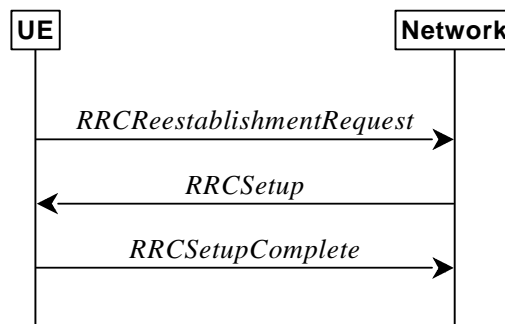 UE
Network
RRCReestablishmentRequest
RRCSetup
RRCSetupComplete